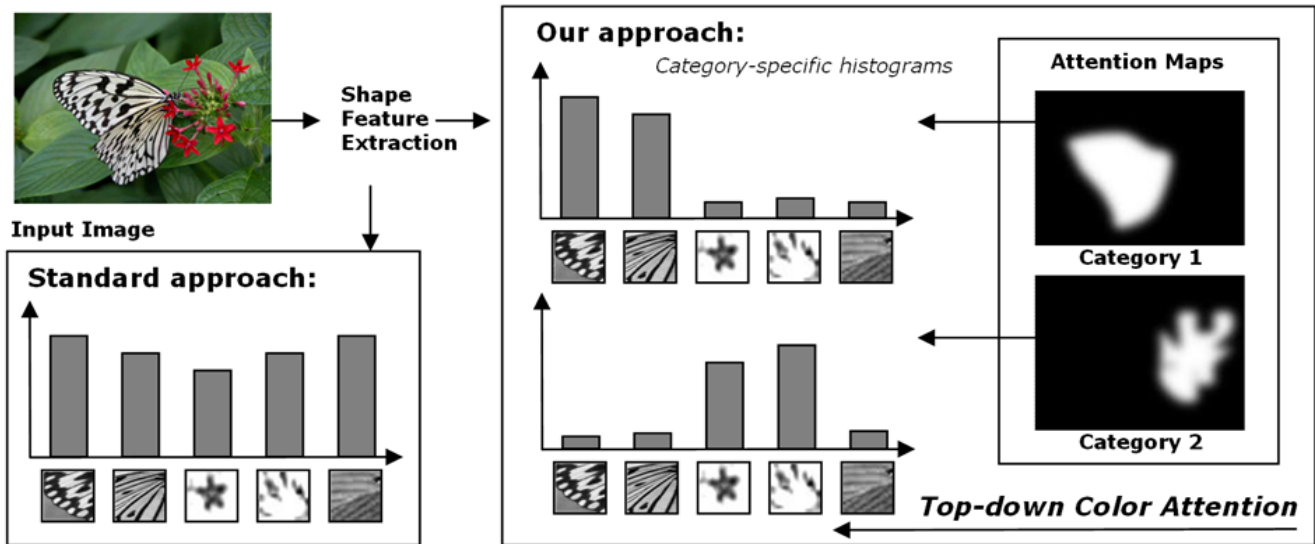 Input Image
Shape
Feature
Extraction
Standard approach:
Our approach:
Category-specific histograms
Attention Maps
Category 1
Category 2
Top-down Color Attention